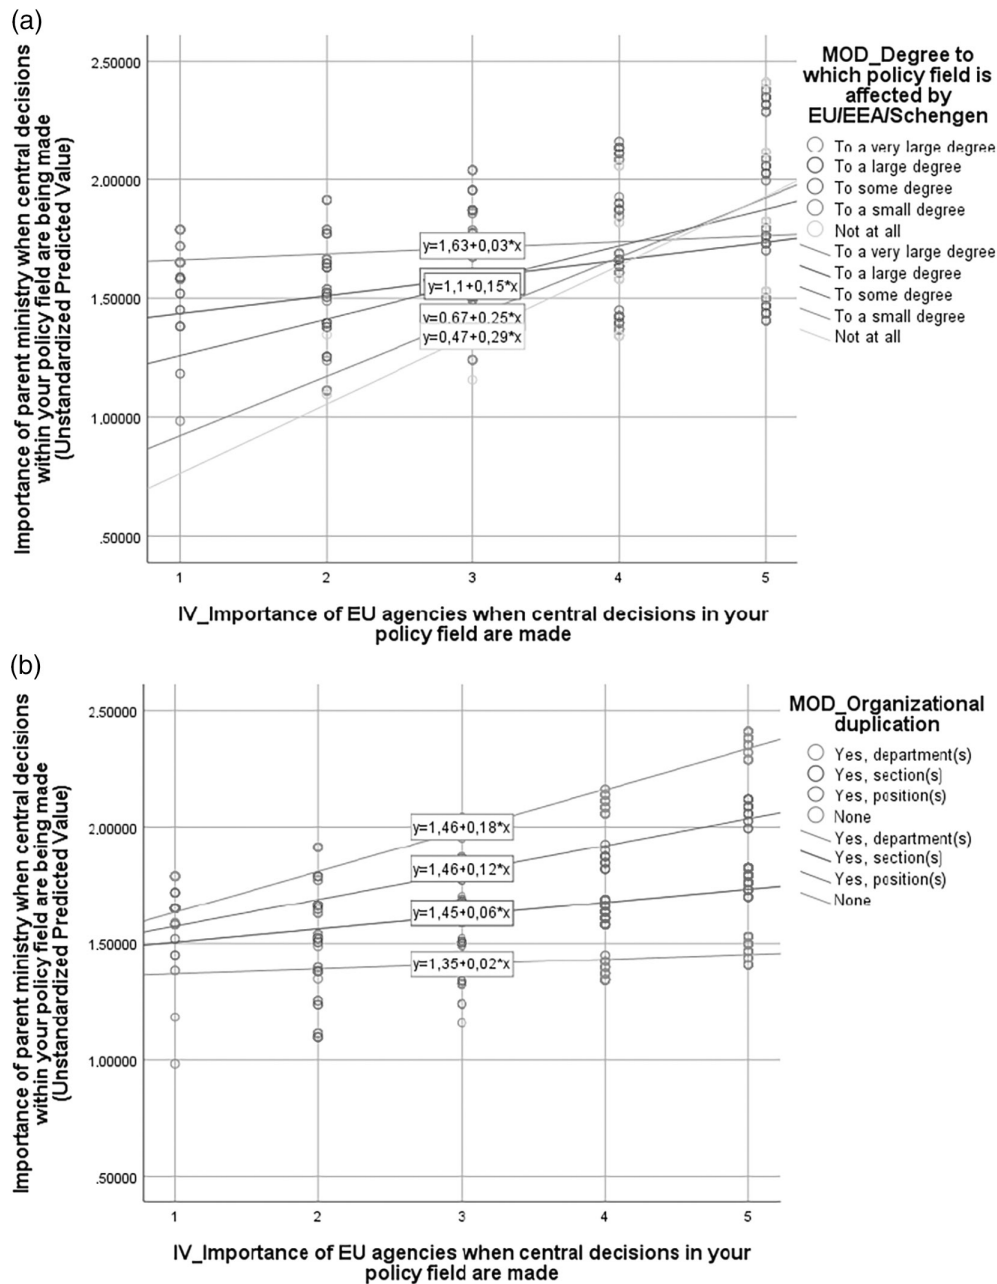 (a)
Importance of parent ministry when central decisions
within your policy field are being made
(Unstandardized Predicted Value)
2.50000
2.00000
1.50000
1.00000
.50000
y=1,63+0,03*x
y=1,1+0,15*x
y=0,67+0,25*x
y=0,47+0,29*x
1
2
3
4
5
IV_Importance of EU agencies when central decisions in your
policy field are made
MOD_Degree to
which policy field is
affected by
EU/EEA/Schengen
To a very large degree
To a large degree
To some degree
To a small degree
Not at all
To a very large degree
To a large degree
To some degree
To a small degree
Not at all
(b)
Importance of parent ministry when central decisions
within your policy field are being made
(Unstandardized Predicted Value)
2.50000
2.00000
1.50000
1.00000
.50000
y=1,46+0,18*x
y=1,46+0,12*x
y=1,45+0,06*x
y=1,35+0,02*x
1
2
3
4
5
IV_Importance of EU agencies when central decisions in your
policy field are made
MOD_Organizational
duplication
Yes, department(s)
Yes, section(s)
Yes, position(s)
None
Yes, department(s)
Yes, section(s)
Yes, position(s)
None